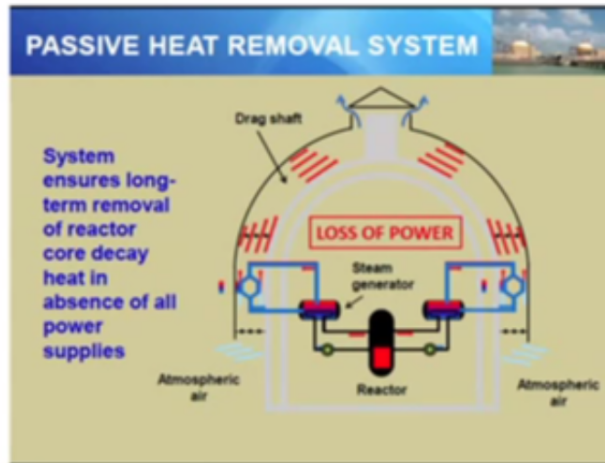 PASSIVE HEAT REMOVAL SYSTEM
Drag shaft
System
ensures long-
term removal
of reactor
core decay
heat in
absence of all
power
supplies
LOSS OF POWER
Steam
generator
Reactor
Atmospheric
air
Atmospheric
air